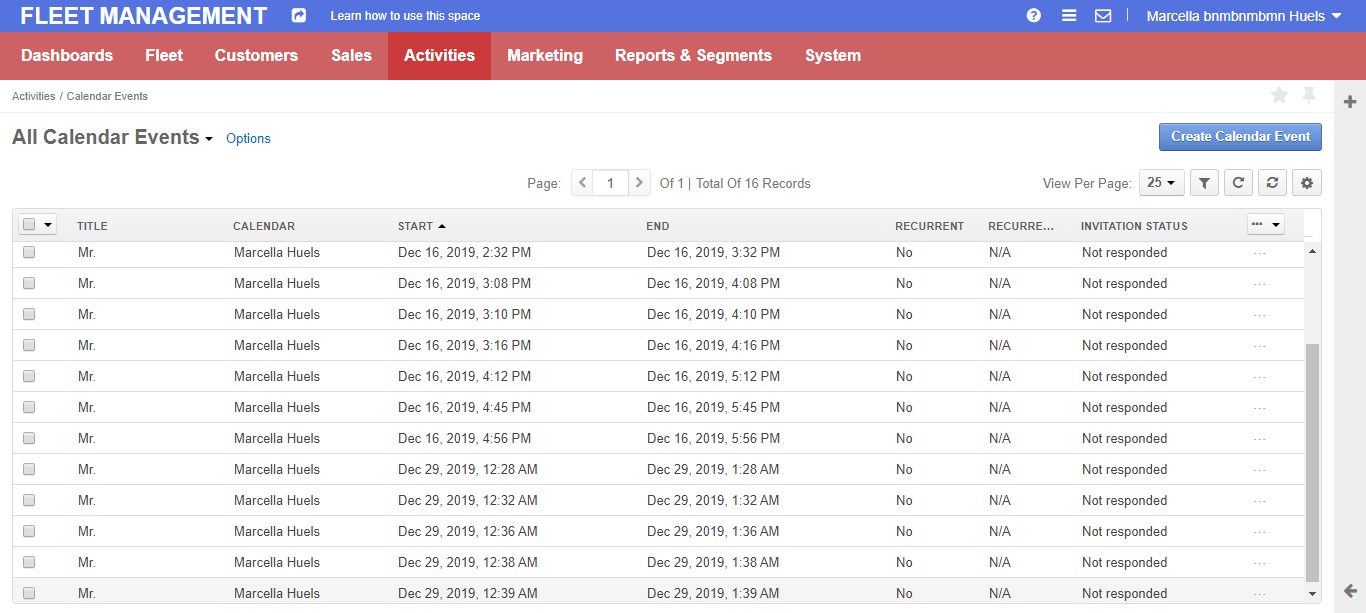 FLEET MANAGEMENT Learn how to use this space Marcella bnmbnmbmn Huels
Dashboards Fleet Customers Sales Activities Marketing Reports & Segments System
Activities / Calendar Events
All Calendar Events Options Create Calendar Event
Page: 1 Of 1 | Total Of 16 Records View Per Page: 25
TITLE CALENDAR START END RECURRENT RECURRE... INVITATION STATUS
Mr. Marcella Huels Dec 16, 2019, 2:32 PM Dec 16, 2019, 3:32 PM No N/A Not responded ...
Mr. Marcella Huels Dec 16, 2019, 3:08 PM Dec 16, 2019, 4:08 PM No N/A Not responded ...
Mr. Marcella Huels Dec 16, 2019, 3:10 PM Dec 16, 2019, 4:10 PM No N/A Not responded ...
Mr. Marcella Huels Dec 16, 2019, 3:16 PM Dec 16, 2019, 4:16 PM No N/A Not responded ...
Mr. Marcella Huels Dec 16, 2019, 4:12 PM Dec 16, 2019, 5:12 PM No N/A Not responded ...
Mr. Marcella Huels Dec 16, 2019, 4:45 PM Dec 16, 2019, 5:45 PM No N/A Not responded ...
Mr. Marcella Huels Dec 16, 2019, 4:56 PM Dec 16, 2019, 5:56 PM No N/A Not responded ...
Mr. Marcella Huels Dec 29, 2019, 12:28 AM Dec 29, 2019, 1:28 AM No N/A Not responded ...
Mr. Marcella Huels Dec 29, 2019, 12:32 AM Dec 29, 2019, 1:32 AM No N/A Not responded ...
Mr. Marcella Huels Dec 29, 2019, 12:36 AM Dec 29, 2019, 1:36 AM No N/A Not responded ...
Mr. Marcella Huels Dec 29, 2019, 12:38 AM Dec 29, 2019, 1:38 AM No N/A Not responded ...
Mr. Marcella Huels Dec 29, 2019, 12:39 AM Dec 29, 2019, 1:39 AM No N/A Not responded ...